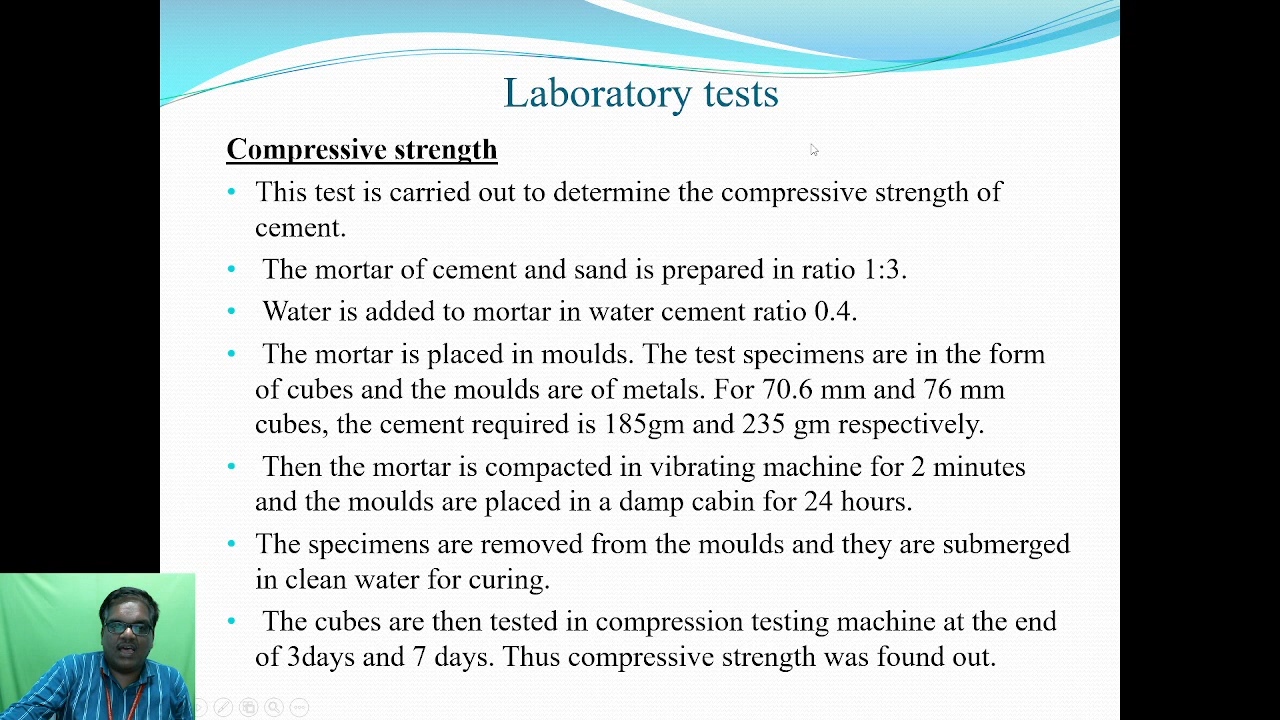 Laboratory tests
Compressive strength
• This test is carried out to determine the compressive strength of
cement.
• The mortar of cement and sand is prepared in ratio 1:3.
• Water is added to mortar in water cement ratio 0.4.
• The mortar is placed in moulds. The test specimens are in the form
of cubes and the moulds are of metals. For 70.6 mm and 76 mm
cubes, the cement required is 185gm and 235 gm respectively.
• Then the mortar is compacted in vibrating machine for 2 minutes
and the moulds are placed in a damp cabin for 24 hours.
• The specimens are removed from the moulds and they are submerged
in clean water for curing.
• The cubes are then tested in compression testing machine at the end
of 3days and 7 days. Thus compressive strength was found out.